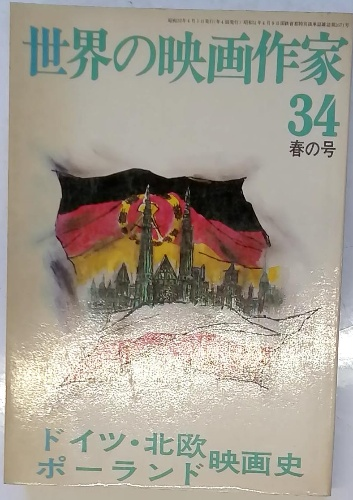 世界の映画作家
34
春の号
ドイツ・北欧
ポーランド映画史